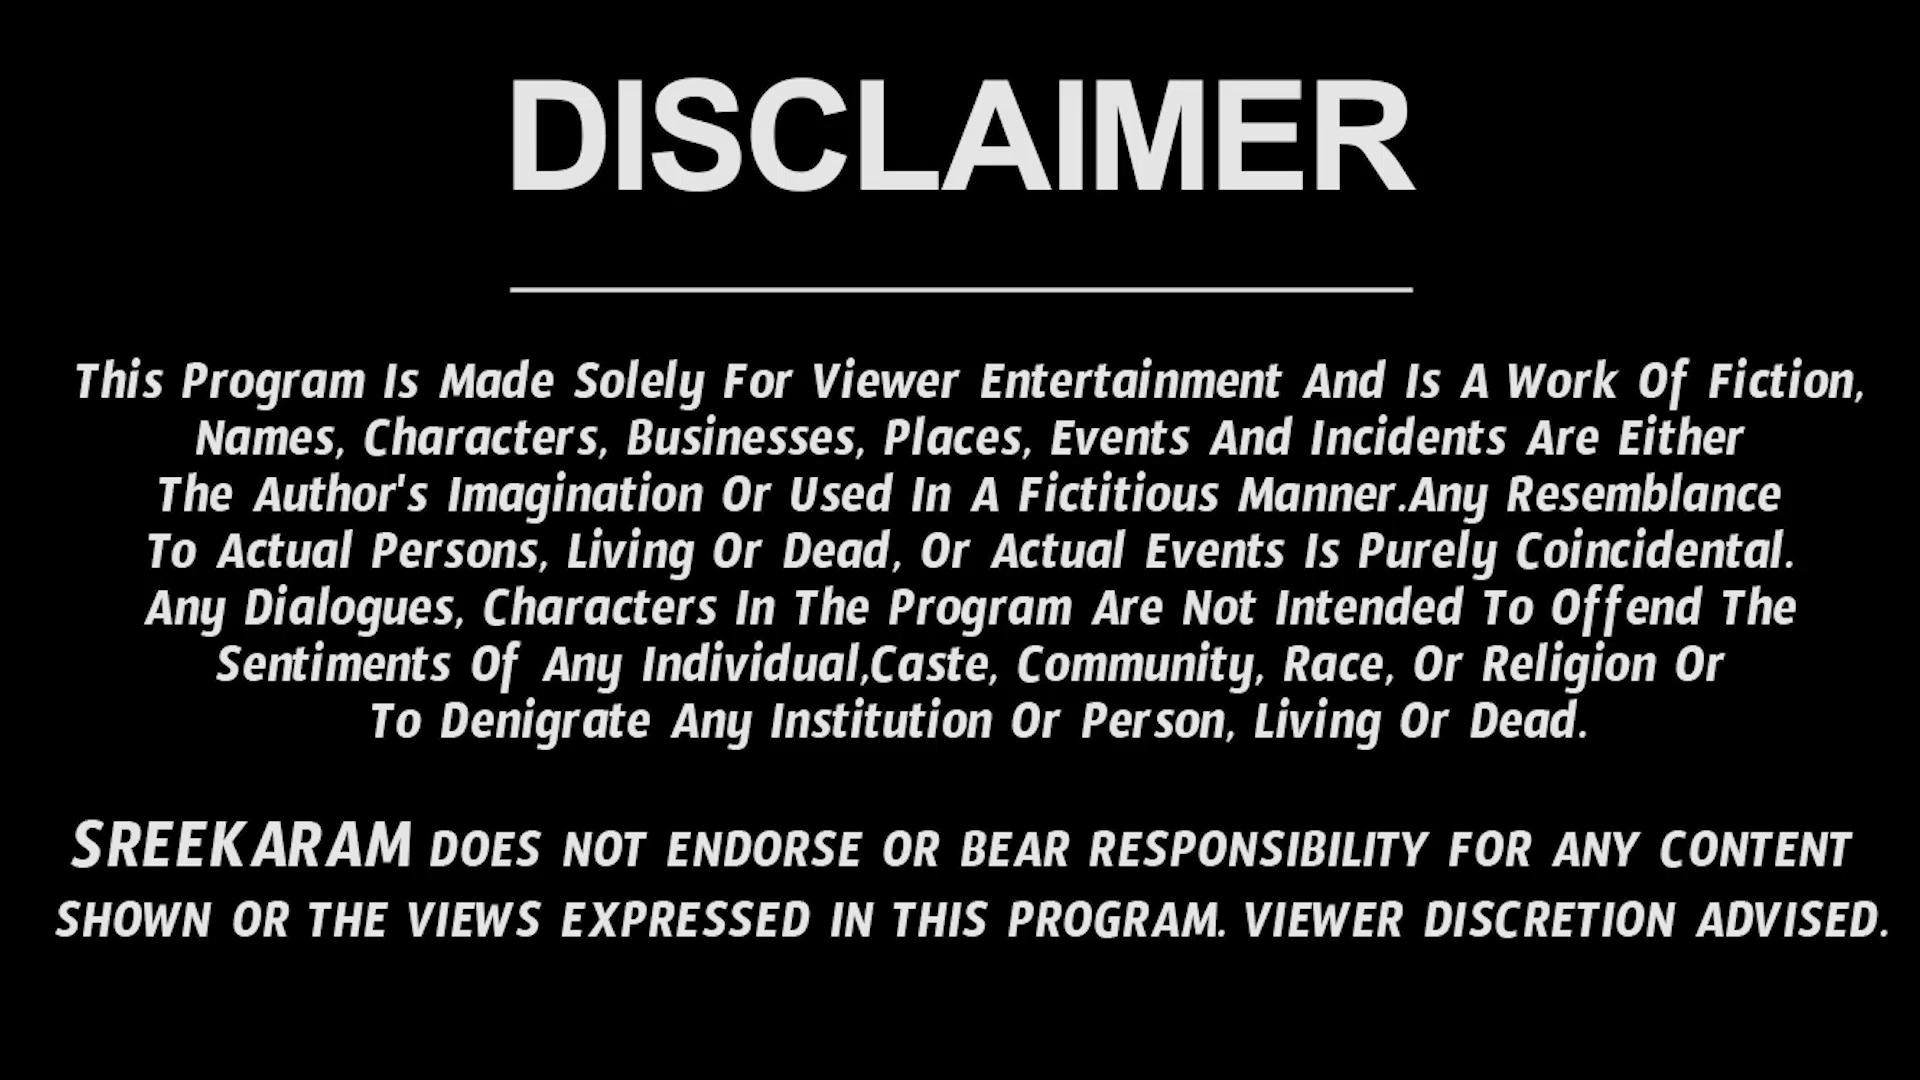 DISCLAIMER
This Program Is Made Solely For Viewer Entertainment And Is A Work Of Fiction,
Names, Characters, Businesses, Places, Events And Incidents Are Either
The Author's Imagination Or Used In A Fictitious Manner.Any Resemblance
To Actual Persons, Living Or Dead, Or Actual Events Is Purely Coincidental.
Any Dialogues, Characters In The Program Are Not Intended To Offend The
Sentiments Of Any Individual,Caste, Community, Race, Or Religion Or
To Denigrate Any Institution Or Person, Living Or Dead.
SREEKARAM DOES NOT ENDORSE OR BEAR RESPONSIBILITY FOR ANY CONTENT
SHOWN OR THE VIEWS EXPRESSED IN THIS PROGRAM. VIEWER DISCRETION ADVISED.